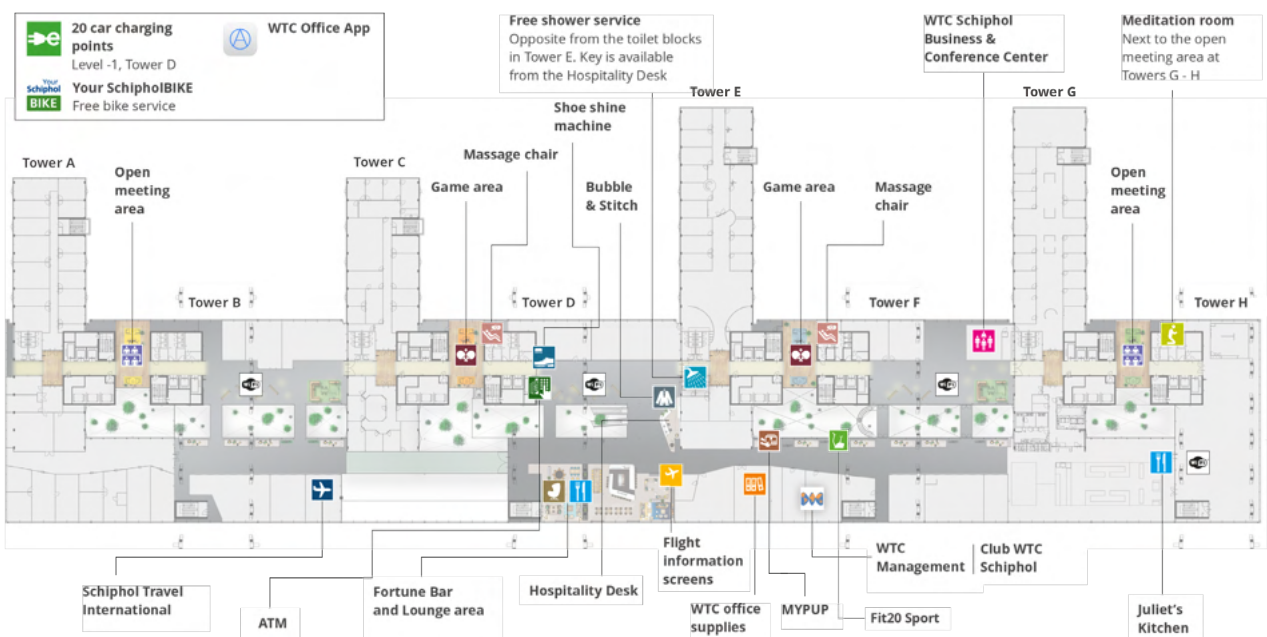 20 car charging
points
Level -1, Tower D
WTC Office App
Your
Schiphol
BIKE
Your SchipholBIKE
Free bike service
Free shower service
Opposite from the toilet blocks
in Tower E. Key is available
from the Hospitality Desk
WTC Schiphol
Business &
Conference Center
Meditation room
Next to the open
meeting area at
Towers G - H
Tower E
Tower G
Shoe shine
machine
Tower A
Open
meeting
area
Tower C
Massage chair
Game area
Bubble
& Stitch
Game area
Massage
chair
Open
meeting
area
Tower B
Tower D
Tower F
Tower H
Schiphol Travel
International
ATM
Fortune Bar
and Lounge area
Hospitality Desk
Flight
information
screens
WTC office
supplies
MYPUP
WTC
Management
Club WTC
Schiphol
Fit20 Sport
Juliet's
Kitchen